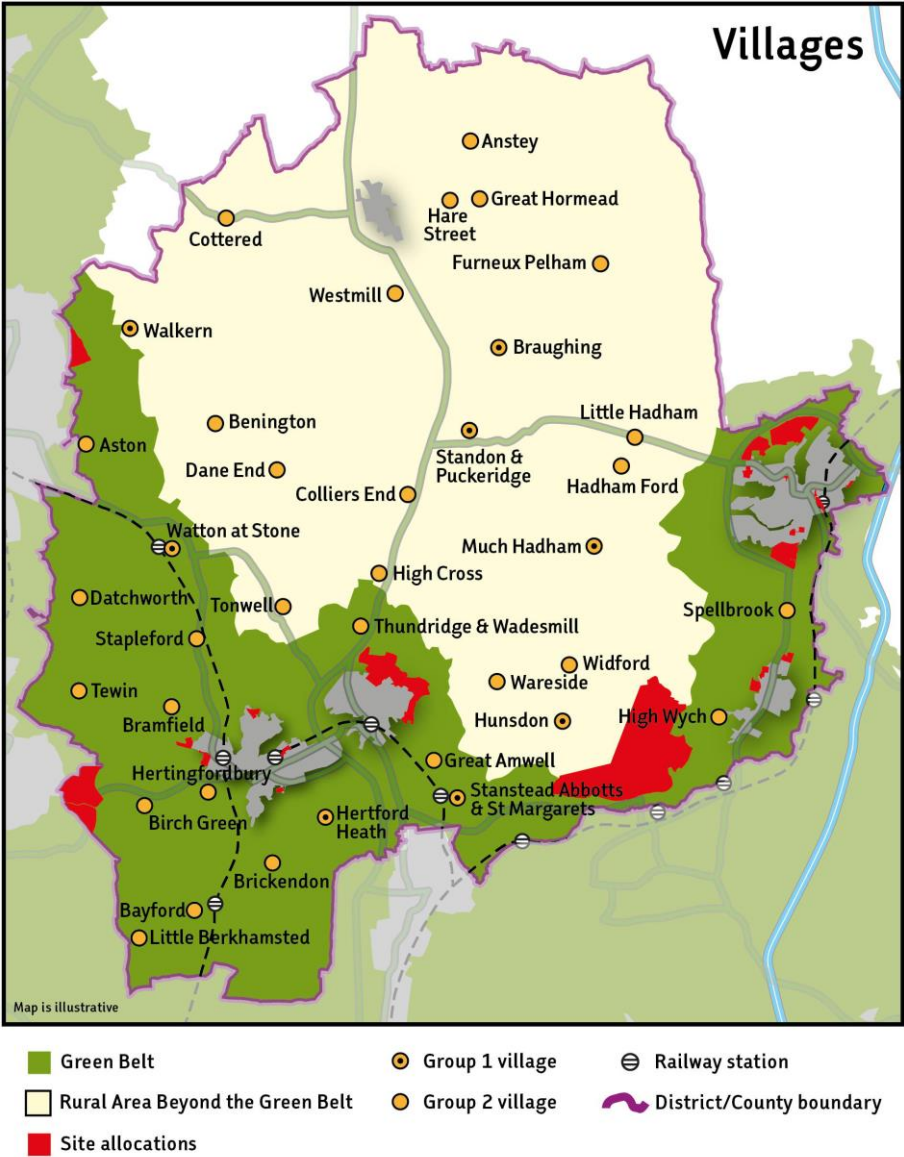 Villages
Anstey
Great Hormead
Hare
Street
Cottered
Furneux Pelham
Westmill
Walkern
Braughing
Little Hadham
Benington
Aston
Standon &
Puckeridge
Dane End
Hadham Ford
Colliers End
Watton at Stone
Much Hadham
High Cross
Datchworth
Tonwell
Spellbrook
Thundridge & Wadesmill
Stapleford
Widford
Wareside
Tewin
Bramfield
Hunsdon
High Wych
Great Amwell
Hertingfordbury
Stanstead Abbotts
& St Margarets
Birch Green
Hertford
Heath
Brickendon
Bayford
Little Berkhamsted
Map is illustrative
Green Belt
Group 1 village
Railway station
Rural Area Beyond the Green Belt
Group 2 village
District/County boundary
Site allocations